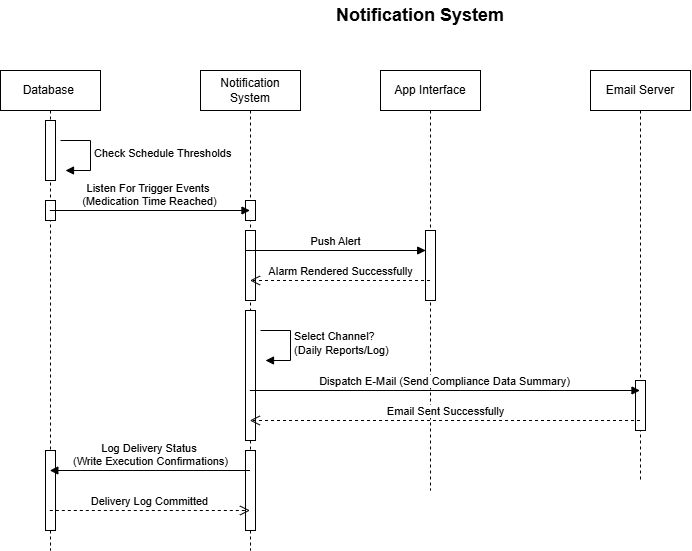 Notification System
Database
Notification
System
App Interface
Email Server
Check Schedule Thresholds
Listen For Trigger Events
(Medication Time Reached)
Push Alert
Alarm Rendered Successfully
Select Channel?
(Daily Reports/Log)
Dispatch E-Mail (Send Compliance Data Summary)
Email Sent Successfully
Log Delivery Status
(Write Execution Confirmations)
Delivery Log Committed